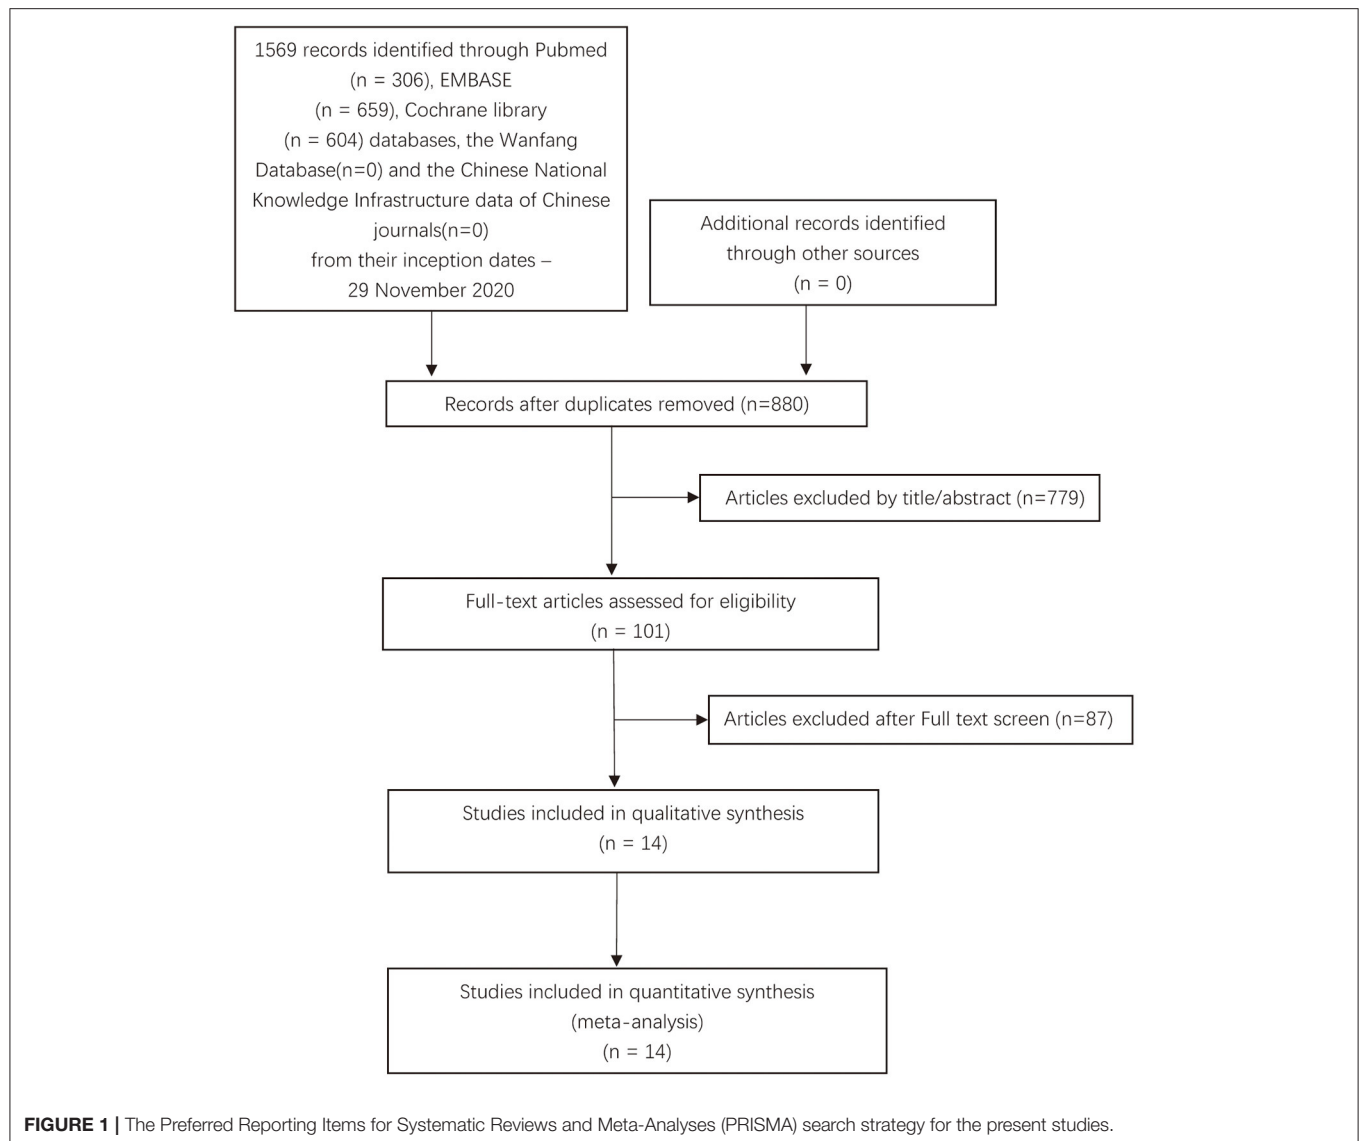 1569 records identified through Pubmed
(n = 306), EMBASE
(n = 659), Cochrane library
(n = 604) databases, the Wanfang
Database(n=0) and the Chinese National
Knowledge Infrastructure data of Chinese
journals(n=0)
from their inception dates –
29 November 2020
Additional records identified
through other sources
(n = 0)
Records after duplicates removed (n=880)
Articles excluded by title/abstract (n=779)
Full-text articles assessed for eligibility
(n = 101)
Articles excluded after Full text screen (n=87)
Studies included in qualitative synthesis
(n = 14)
Studies included in quantitative synthesis
(meta-analysis)
(n = 14)
FIGURE 1 | The Preferred Reporting Items for Systematic Reviews and Meta-Analyses (PRISMA) search strategy for the present studies.